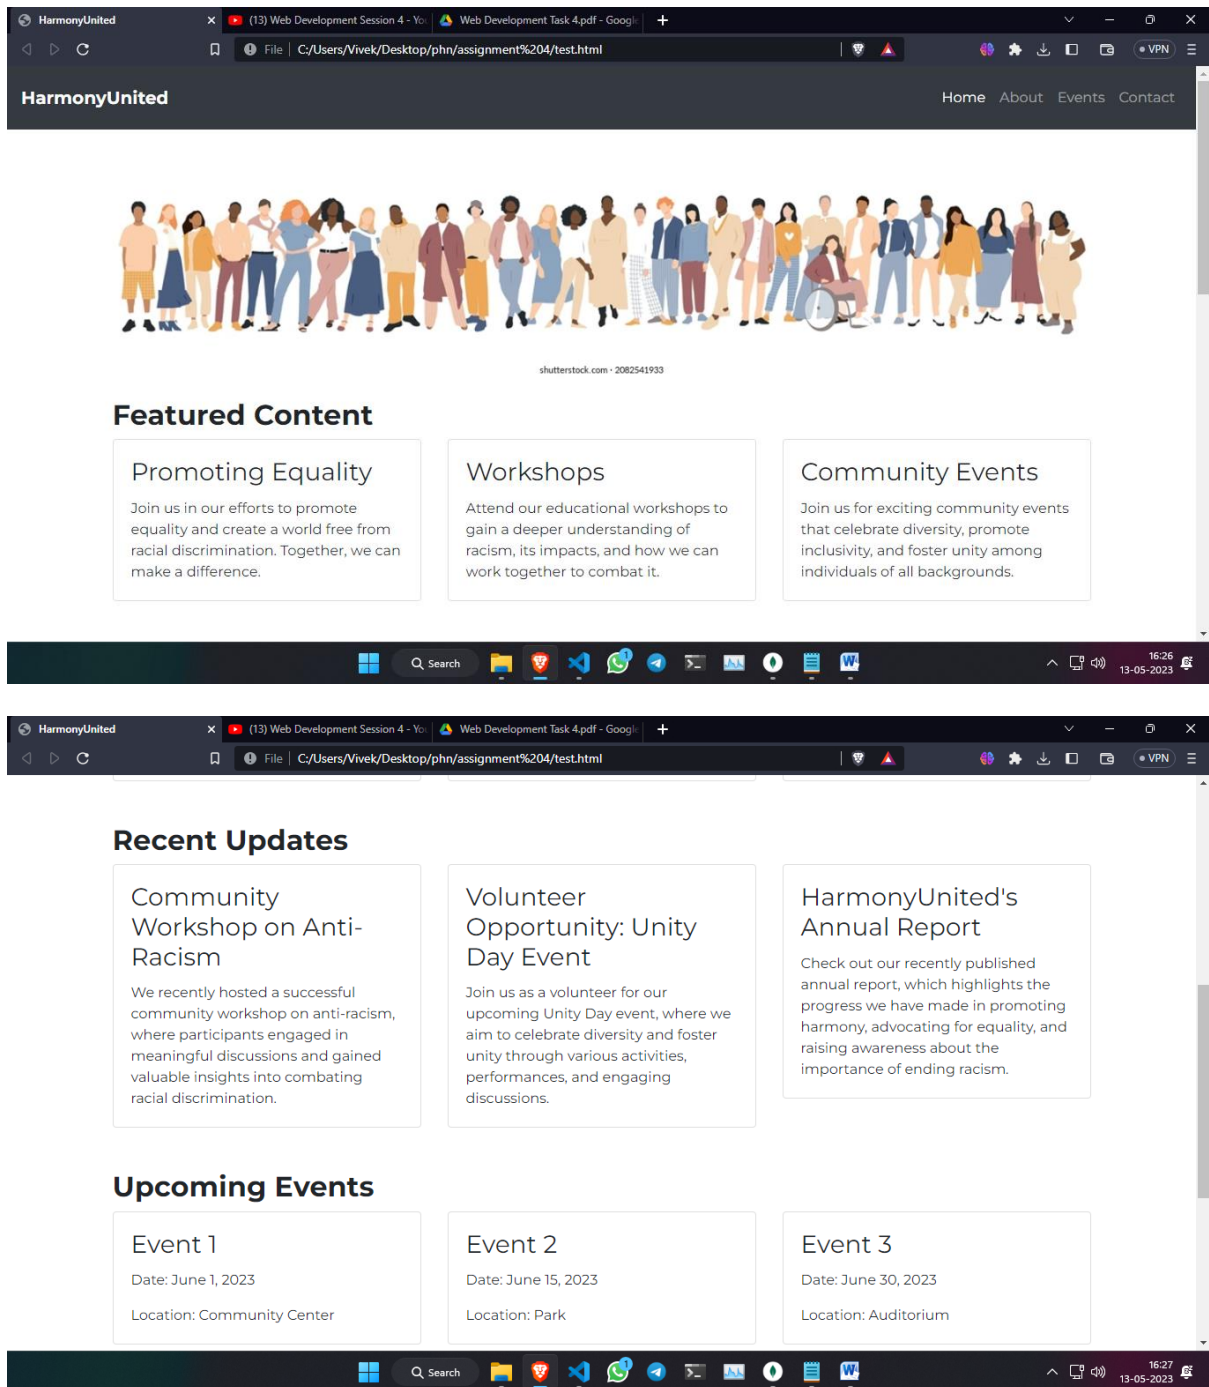 HarmonyUnited
(13) Web Development Session 4 - You
Web Development Task 4.pdf - Google
File
C:/Users/Vivek/Desktop/phn/assignment%204/test.html
VPN
HarmonyUnited
Home About Events Contact
shutterstock.com · 2082541933
Featured Content
Promoting Equality
Join us in our efforts to promote
equality and create a world free from
racial discrimination. Together, we can
make a difference.
Workshops
Attend our educational workshops to
gain a deeper understanding of
racism, its impacts, and how we can
work together to combat it.
Community Events
Join us for exciting community events
that celebrate diversity, promote
inclusivity, and foster unity among
individuals of all backgrounds.
Search
1
16:26
13-05-2023
HarmonyUnited
(13) Web Development Session 4 - You
Web Development Task 4.pdf - Google
File
C:/Users/Vivek/Desktop/phn/assignment%204/test.html
VPN
Recent Updates
Community
Workshop on Anti-
Racism
We recently hosted a successful
community workshop on anti-racism,
where participants engaged in
meaningful discussions and gained
valuable insights into combating
racial discrimination.
Volunteer
Opportunity: Unity
Day Event
Join us as a volunteer for our
upcoming Unity Day event, where we
aim to celebrate diversity and foster
unity through various activities,
performances, and engaging
discussions.
HarmonyUnited's
Annual Report
Check out our recently published
annual report, which highlights the
progress we have made in promoting
harmony, advocating for equality, and
raising awareness about the
importance of ending racism.
Upcoming Events
Event 1
Date: June 1, 2023
Location: Community Center
Event 2
Date: June 15, 2023
Location: Park
Event 3
Date: June 30, 2023
Location: Auditorium
Search
1
16:27
13-05-2023